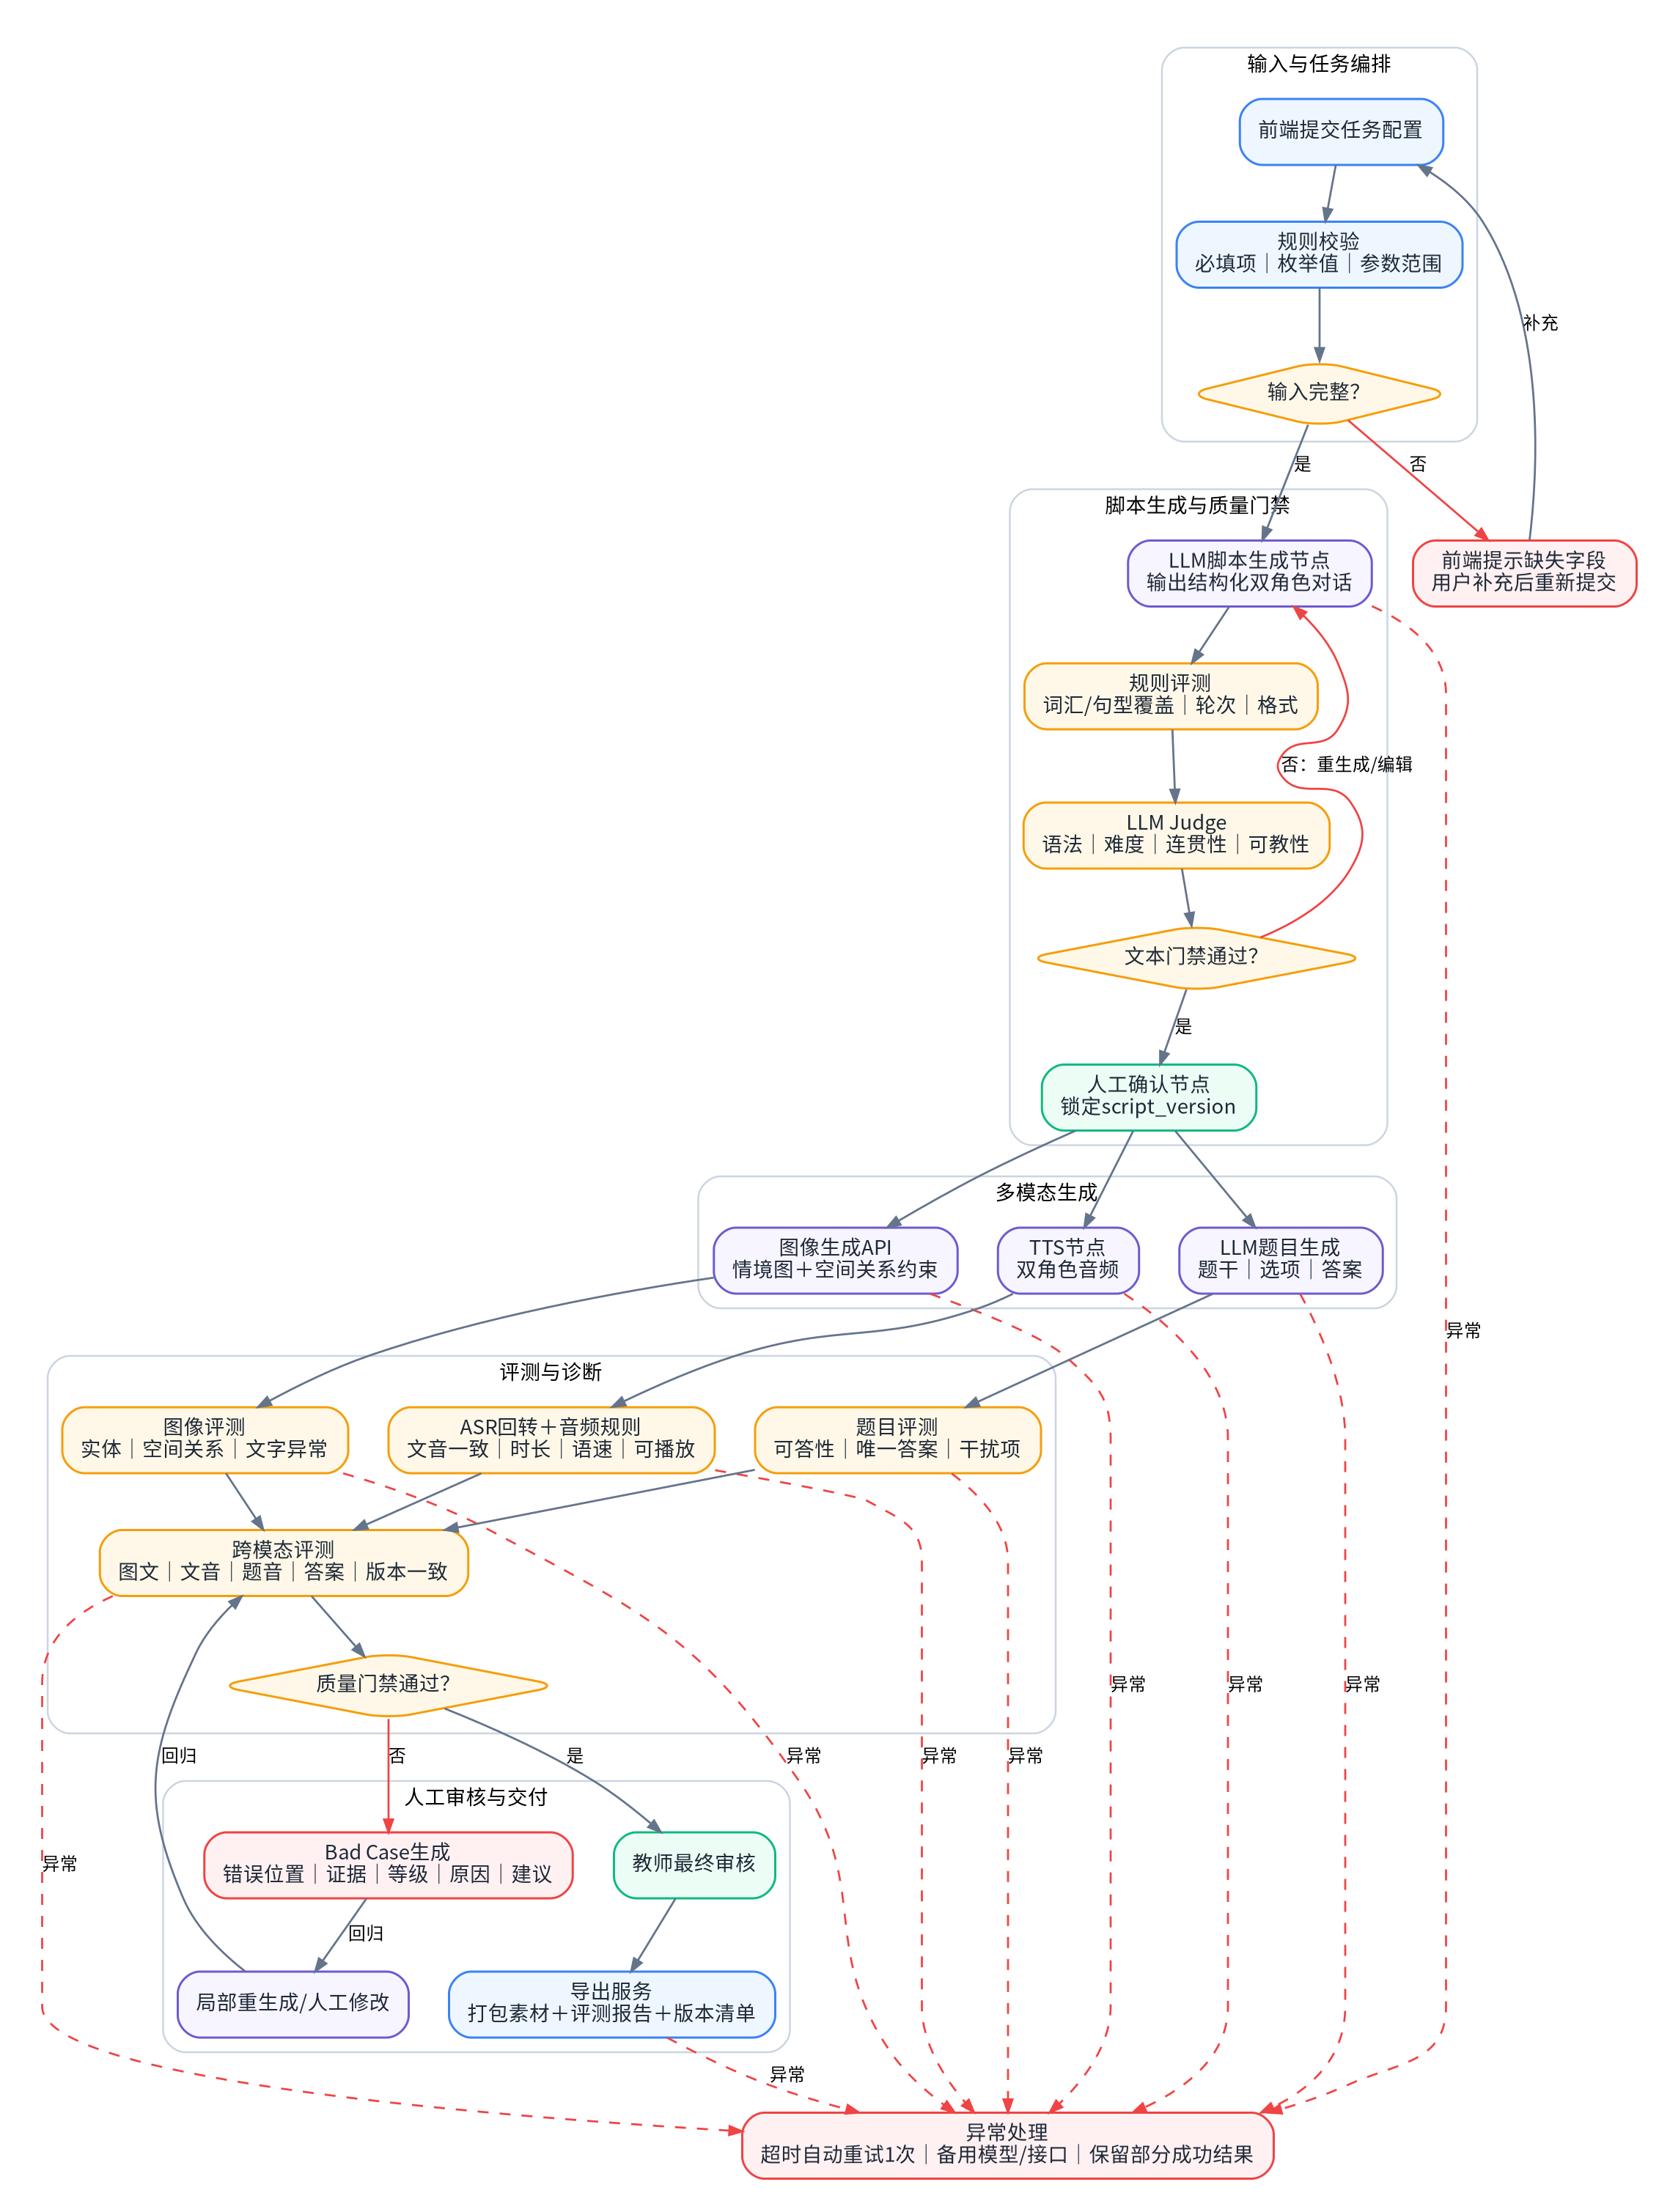 输入与任务编排
前端提交任务配置
规则校验
必填项｜枚举值｜参数范围
补充
输入完整？
是
否
脚本生成与质量门禁
LLM脚本生成节点
输出结构化双角色对话
前端提示缺失字段
用户补充后重新提交
规则评测
词汇/句型覆盖｜轮次｜格式
否：重生成/编辑
LLM Judge
语法｜难度｜连贯性｜可教性
文本门禁通过？
是
人工确认节点
锁定script_version
多模态生成
图像生成API
情境图＋空间关系约束
TTS节点
双角色音频
LLM题目生成
题干｜选项｜答案
异常
评测与诊断
图像评测
实体｜空间关系｜文字异常
ASR回转＋音频规则
文音一致｜时长｜语速｜可播放
题目评测
可答性｜唯一答案｜干扰项
跨模态评测
图文｜文音｜题音｜答案｜版本一致
质量门禁通过？
异常
异常
异常
回归
否
是
异常
异常
异常
人工审核与交付
Bad Case生成
错误位置｜证据｜等级｜原因｜建议
教师最终审核
异常
回归
局部重生成/人工修改
导出服务
打包素材＋评测报告＋版本清单
异常
异常处理
超时自动重试1次｜备用模型/接口｜保留部分成功结果